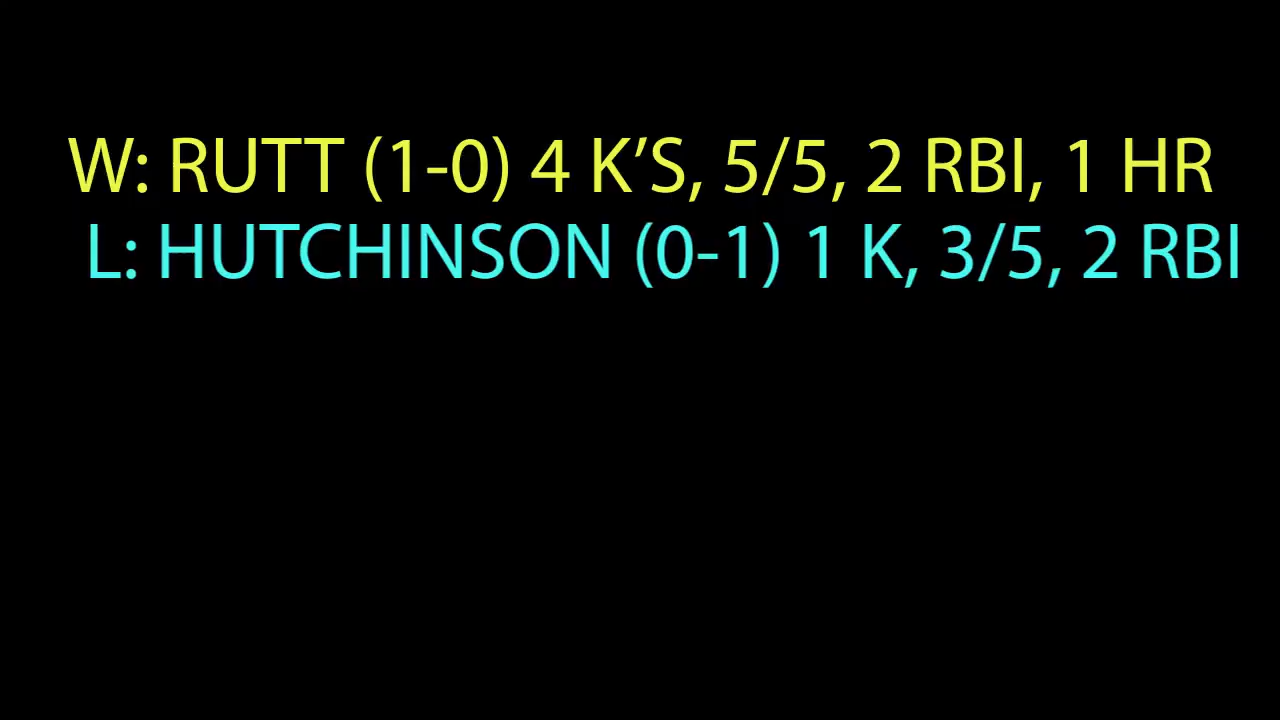 W: RUTT (1-0) 4 K’S, 5/5, 2 RBI, 1 HR
L: HUTCHINSON (0-1) 1 K, 3/5, 2 RBI